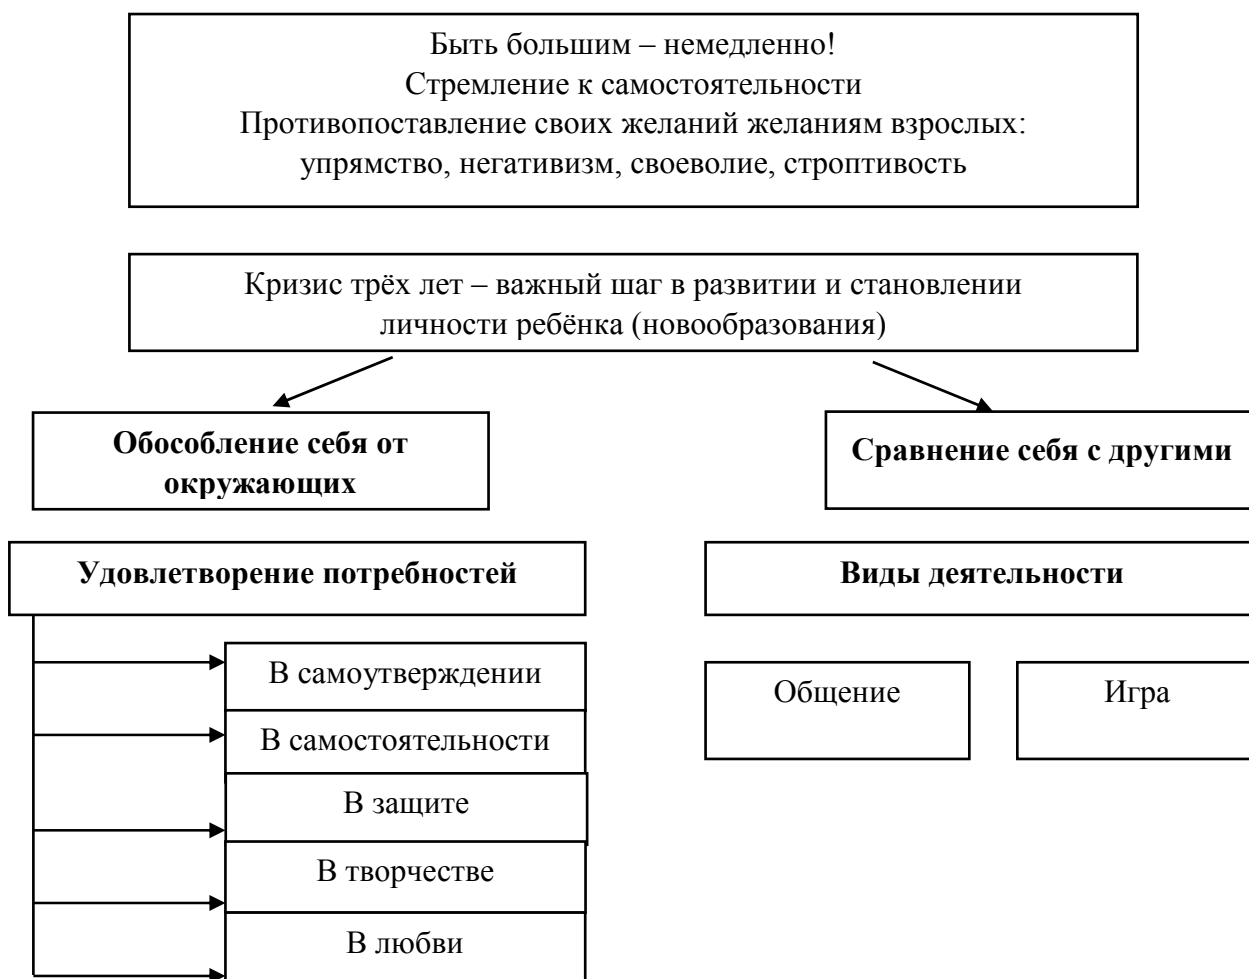 Быть большим – немедленно!
Стремление к самостоятельности
Противопоставление своих желаний желаниям взрослых:
упрямство, негативизм, своеволие, строптивость
Кризис трёх лет – важный шаг в развитии и становлении
личности ребёнка (новообразования)
Обособление себя от
окружающих
Сравнение себя с другими
Удовлетворение потребностей
Виды деятельности
В самоутверждении
В самостоятельности
В защите
В творчестве
В любви
Общение
Игра